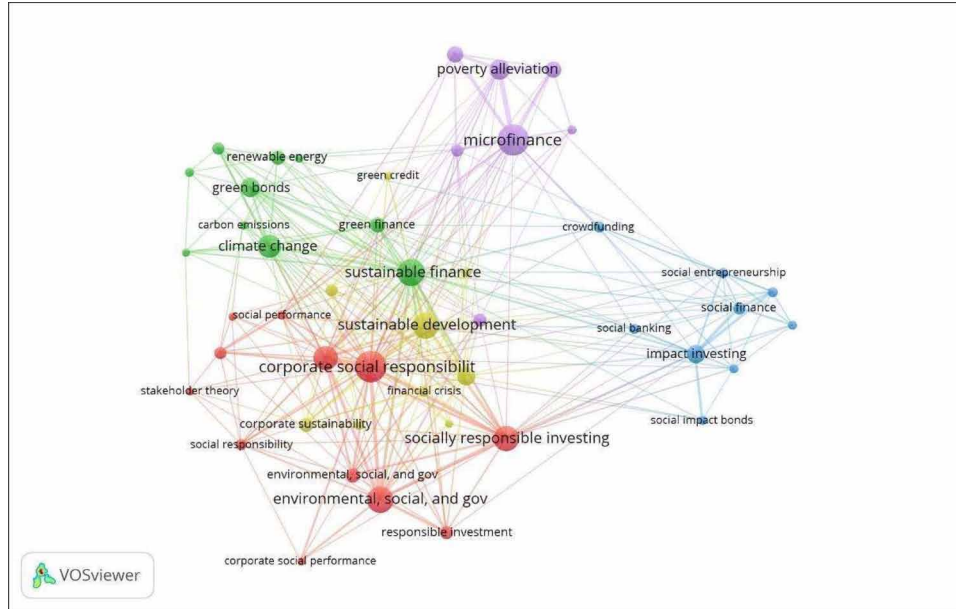 poverty alleviation
microfinance
renewable energy
green credit
green bonds
carbon emissions
green finance
crowdfunding
climate change
sustainable finance
social entrepreneurship
social finance
social performance
sustainable development
social banking
impact investing
corporate social responsibilit
stakeholder theory
financial crisis
social impact bonds
corporate sustainability
social responsibility
socially responsible investing
environmental, social, and gov
environmental, social, and gov
responsible investment
corporate social performance
VOSviewer